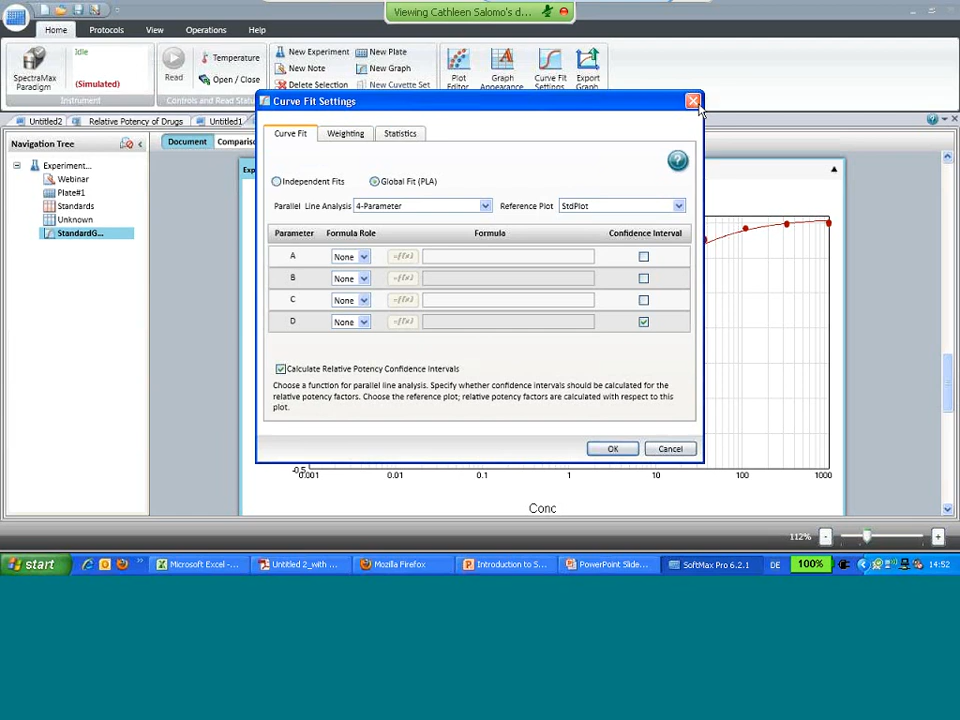 Viewing Cathleen Salomo's d...
Home Protocols View Operations Help
Idle
(Simulated)
SpectraMax
Paradigm
Instrument
Read
Temperature
Open / Close
New Experiment New Plate
New Note New Graph
Delete Selection New Cuvette Set
Plot
Editor
Graph
Appearance
Curve Fit
Settings
Export
Graph
Untitled2 Relative Potency of Drugs Untitled1
Navigation Tree
Document
Experiment...
Webinar
Plate#1
Standards
Unknown
StandardG...
Curve Fit Settings
Curve Fit Weighting Statistics
Independent Fits Global Fit (PLA)
Parallel Line Analysis 4-Parameter Reference Plot StdPlot
Parameter Formula Role Formula Confidence Interval
A None =f(x)
B None =f(x)
C None =f(x)
D None =f(x)
Calculate Relative Potency Confidence Intervals
Choose a function for parallel line analysis. Specify whether confidence intervals should be calculated for the
relative potency factors. Choose the reference plot; relative potency factors are calculated with respect to this
plot.
OK Cancel
-0.5
0.001 0.01 0.1 1 10 100 1000
Conc
112% - +
start Microsoft Excel -... Untitled 2_with ... Mozilla Firefox Introduction to S... PowerPoint Slide... SoftMax Pro 6.2.1 DE 100% 14:52